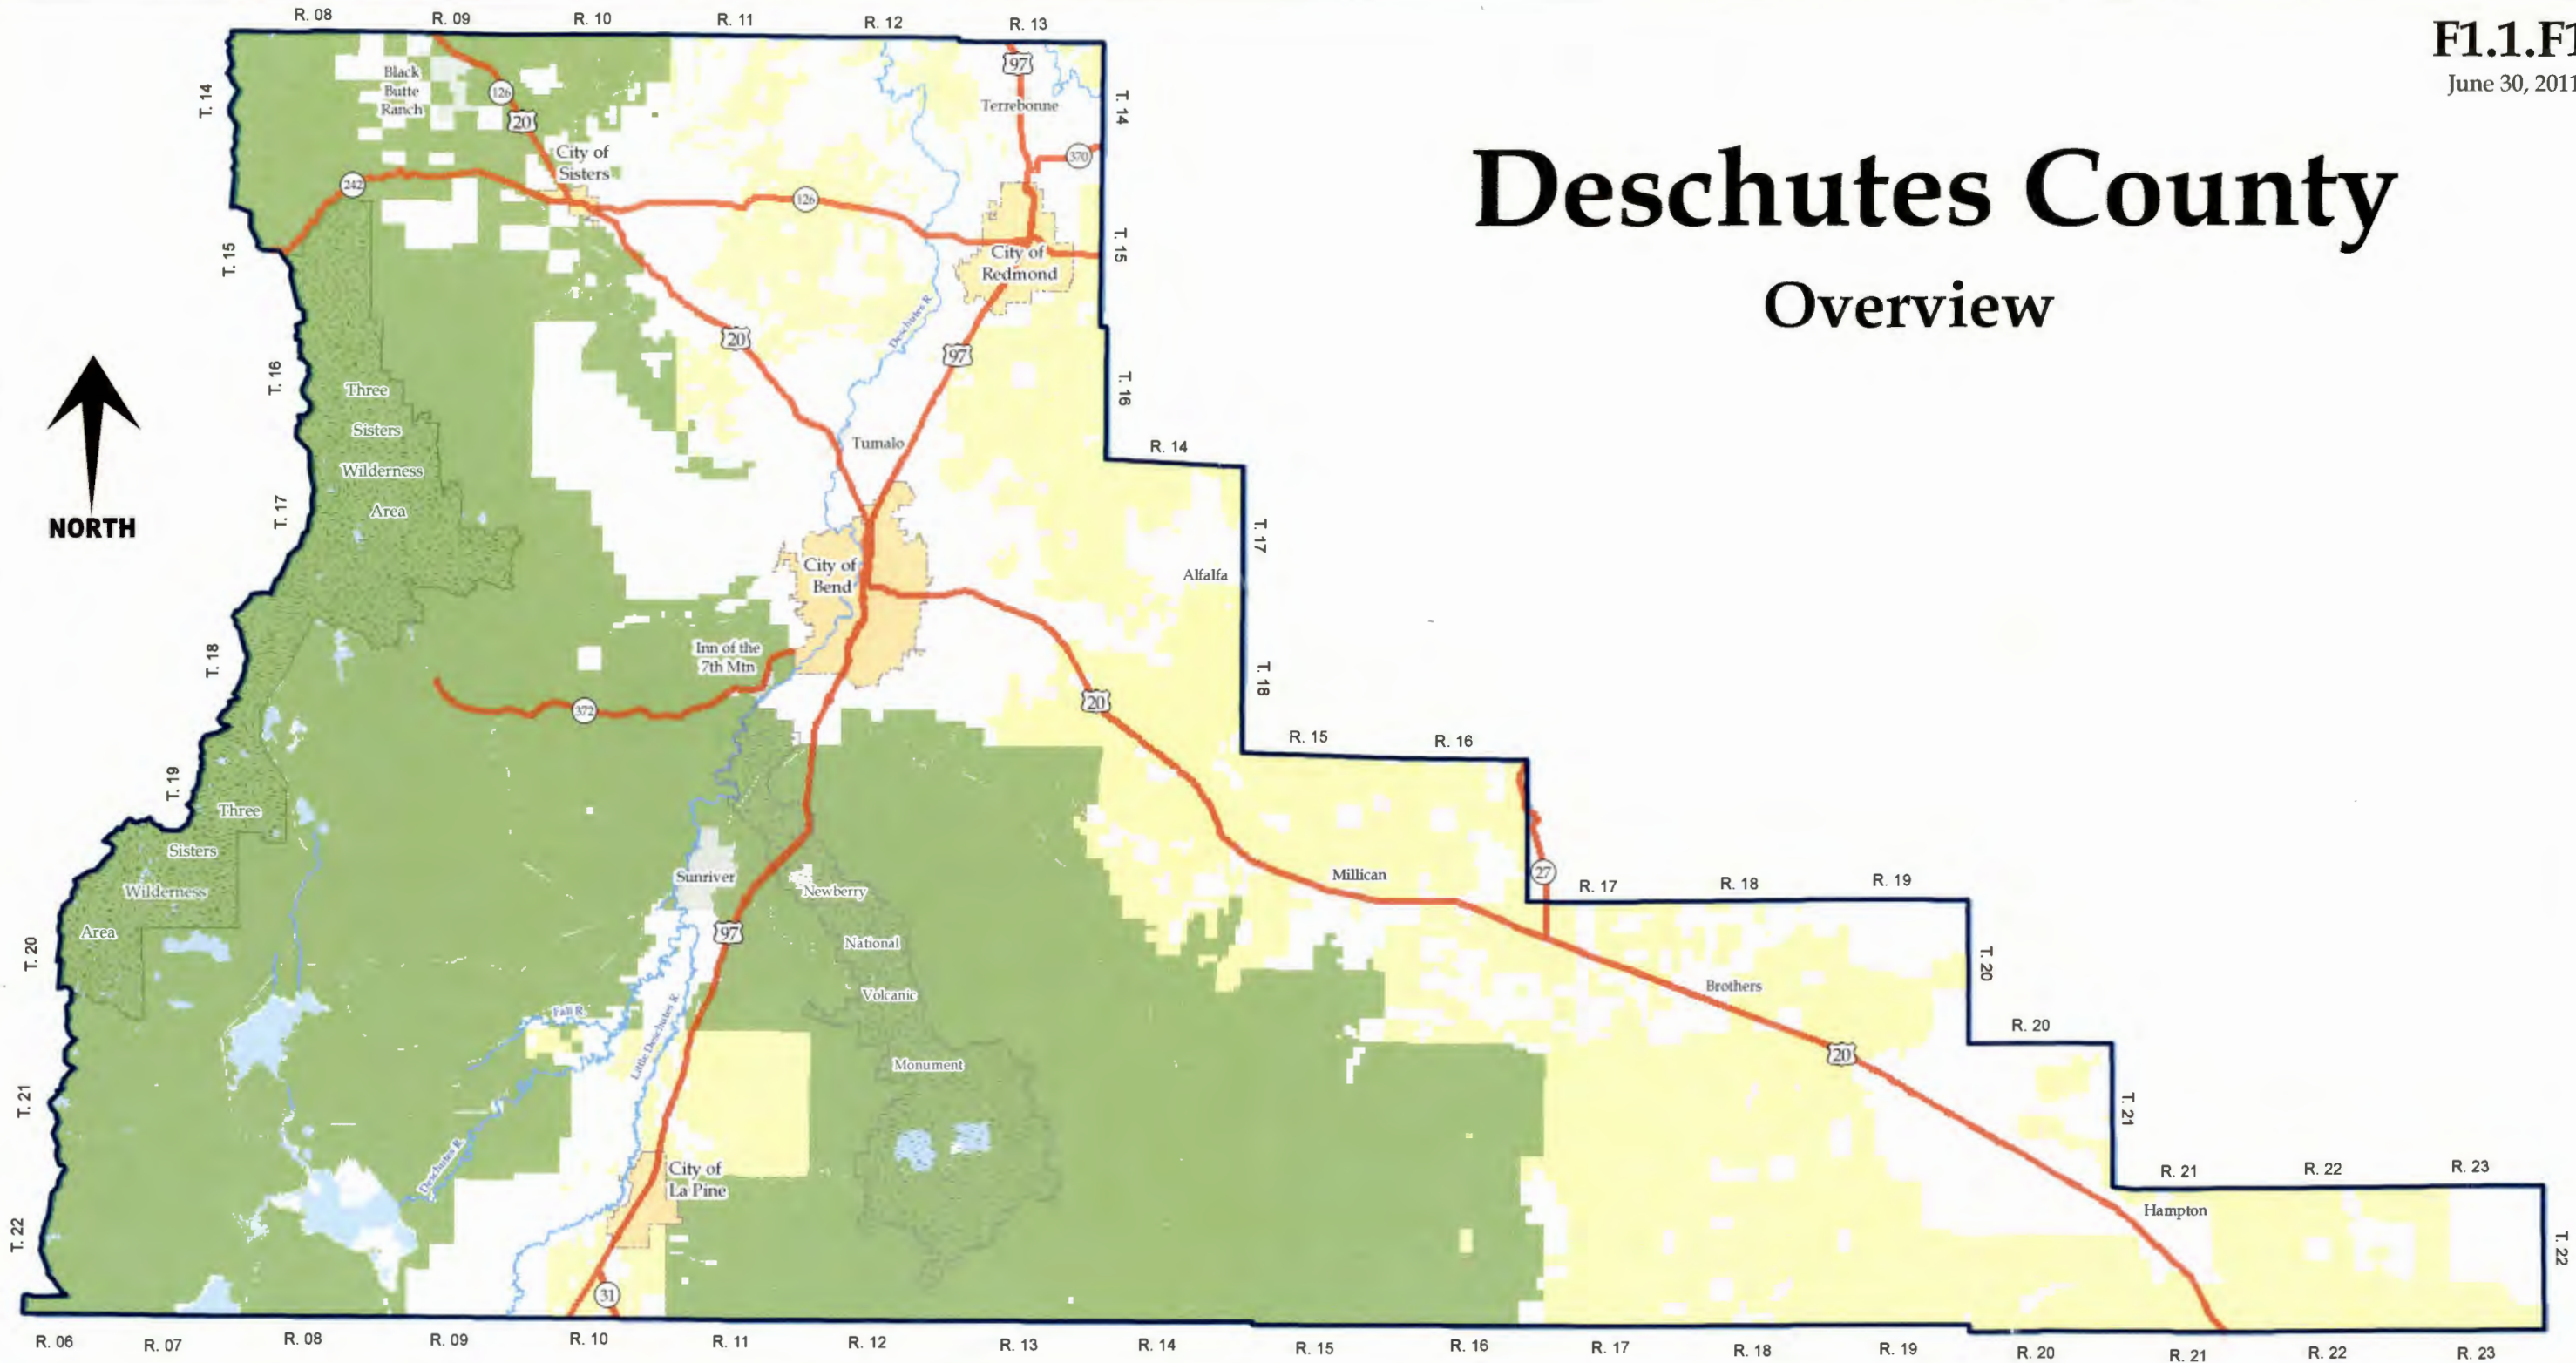 F1.1.F1
June 30, 2011
Deschutes County
Overview
NORTH
R. 08
R. 09
R. 10
R. 11
R. 12
R. 13
T. 14
T. 15
T. 16
T. 17
T. 18
T. 19
T. 20
T. 21
T. 22
T. 14
T. 15
T. 16
R. 14
T. 17
T. 18
R. 15
R. 16
R. 17
R. 18
R. 19
T. 20
R. 20
T. 21
R. 21
R. 22
R. 23
T. 22
Black
Butte
Ranch
126
20
97
Terrebonne
370
City of
Sisters
242
126
City of
Redmond
Deschutes R.
20
97
Three
Sisters
Wilderness
Area
Tumalo
City of
Bend
Alfalfa
Inn of the
7th Mtn
372
20
Three
Sisters
Wilderness
Area
Sunriver
97
Newberry
National
Volcanic
Monument
Millican
27
Brothers
20
Fall R.
Little Deschutes R.
Deschutes R.
City of
La Pine
31
Hampton
R. 06
R. 07
R. 08
R. 09
R. 10
R. 11
R. 12
R. 13
R. 14
R. 15
R. 16
R. 17
R. 18
R. 19
R. 20
R. 21
R. 22
R. 23